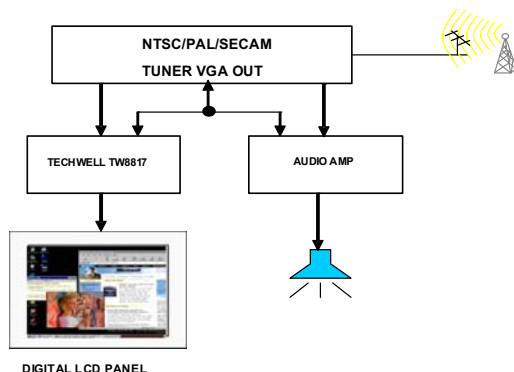 NTSC/PAL/SECAM
TUNER VGA OUT
TECHWELL TW8817
AUDIO AMP
DIGITAL LCD PANEL